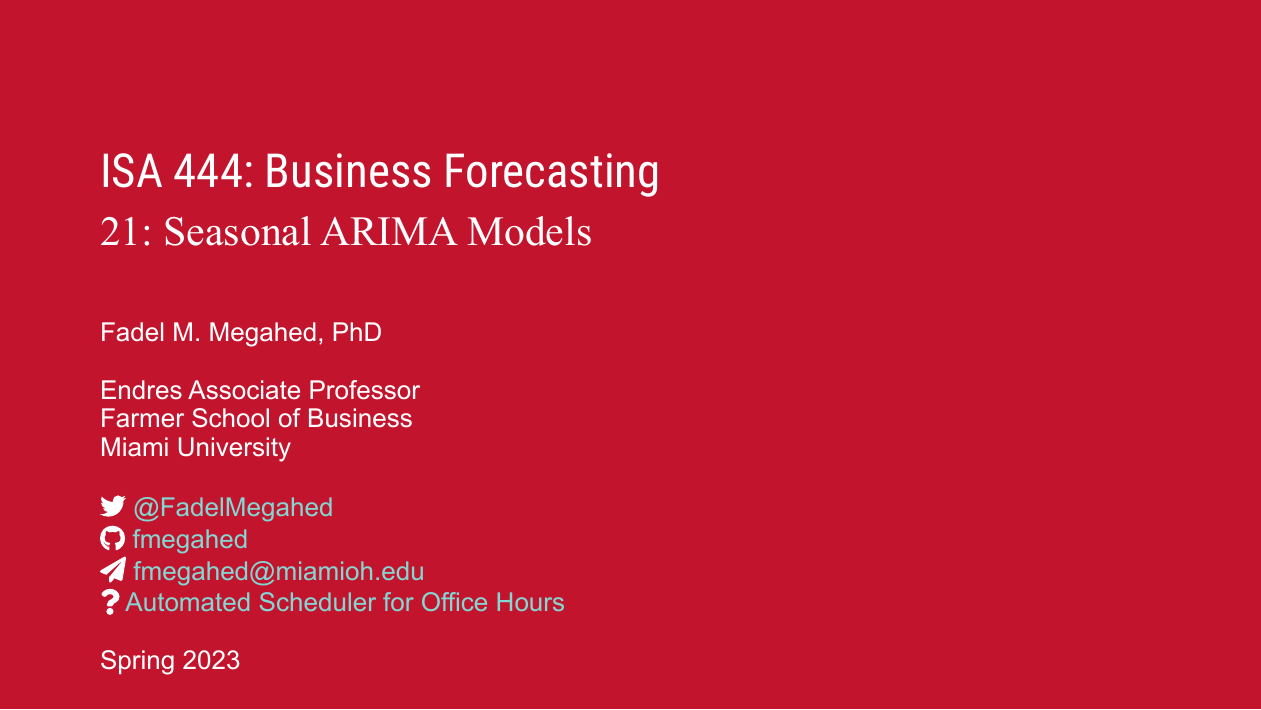 ISA 444: Business Forecasting
21: Seasonal ARIMA Models
Fadel M. Megahed, PhD
Endres Associate Professor
Farmer School of Business
Miami University
@FadelMegahed
fmegahed
fmegahed@miamioh.edu
Automated Scheduler for Office Hours
Spring 2023